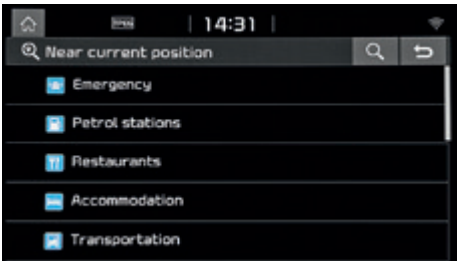 14:31
Near current position
Emergency
Petrol stations
Restaurants
Accommodation
Transportation